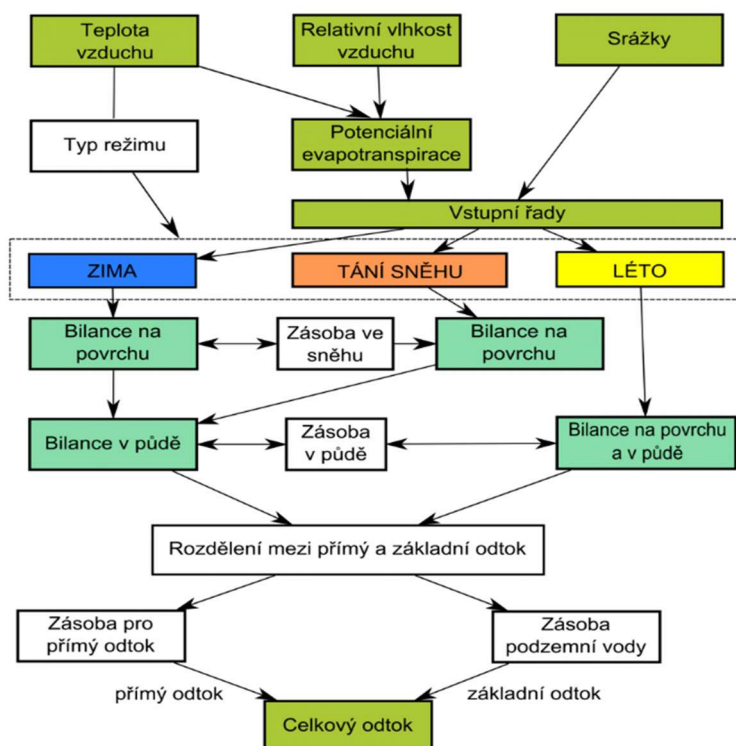 Teplota
vzduchu
Relativní vlhkost
vzduchu
Srážky
Typ režimu
Potenciální
evapotranspirace
Vstupní řady
ZIMA
TÁNÍ SNĚHU
LÉTO
Bilance na
povrchu
Zásoba ve
sněhu
Bilance na
povrchu
Bilance v půdě
Zásoba
v půdě
Bilance na povrchu
a v půdě
Rozdělení mezi přímý a základní odtok
Zásoba pro
přímý odtok
Zásoba
podzemní vody
přímý odtok
základní odtok
Celkový odtok